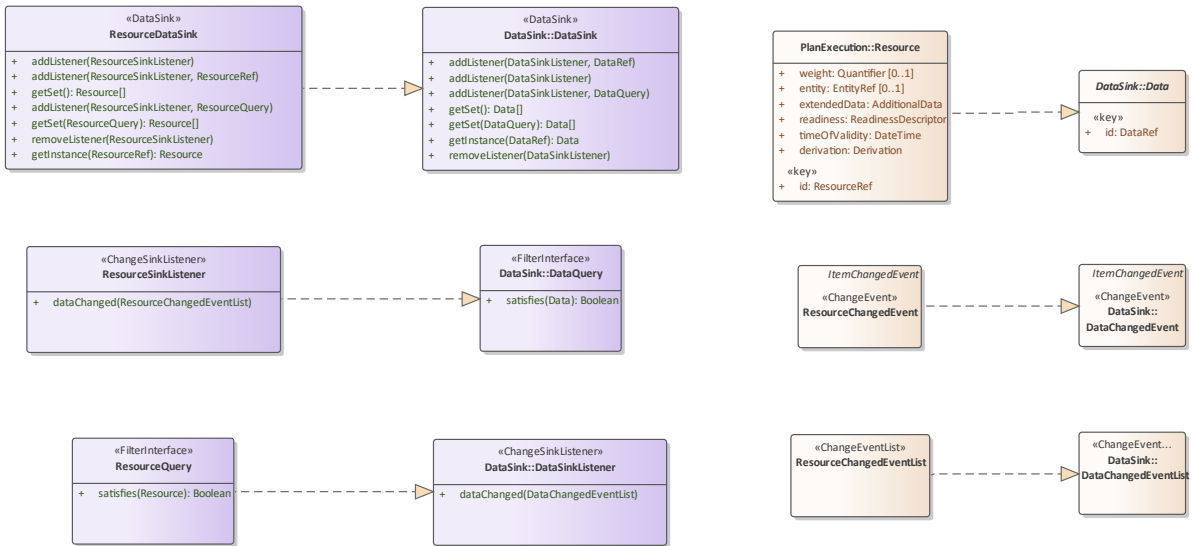 «DataSink»
ResourceDataSink
+ addListener(ResourceSinkListener)
+ addListener(ResourceSinkListener, ResourceRef)
+ getSet(): Resource[]
+ addListener(ResourceSinkListener, ResourceQuery)
+ getSet(ResourceQuery): Resource[]
+ removeListener(ResourceSinkListener)
+ getInstance(ResourceRef): Resource
«DataSink»
DataSink::DataSink
+ addListener(DataSinkListener, DataRef)
+ addListener(DataSinkListener)
+ addListener(DataSinkListener, DataQuery)
+ getSet(): Data[]
+ getSet(DataQuery): Data[]
+ getInstance(DataRef): Data
+ removeListener(DataSinkListener)
PlanExecution::Resource
+ weight: Quantifier [0..1]
+ entity: EntityRef [0..1]
+ extendedData: AdditionalData
+ readiness: ReadinessDescriptor
+ timeOfValidity: DateTime
+ derivation: Derivation
«key»
+ id: ResourceRef
DataSink::Data
«key»
+ id: DataRef
«ChangeSinkListener»
ResourceSinkListener
+ dataChanged(ResourceChangedEventList)
«FilterInterface»
DataSink::DataQuery
+ satisfies(Data): Boolean
ItemChangedEvent
«ChangeEvent»
ResourceChangedEvent
ItemChangedEvent
«ChangeEvent»
DataSink::
DataChangedEvent
«FilterInterface»
ResourceQuery
+ satisfies(Resource): Boolean
«ChangeSinkListener»
DataSink::DataSinkListener
+ dataChanged(DataChangedEventList)
«ChangeEventList»
ResourceChangedEventList
«ChangeEvent...
DataSink::
DataChangedEventList